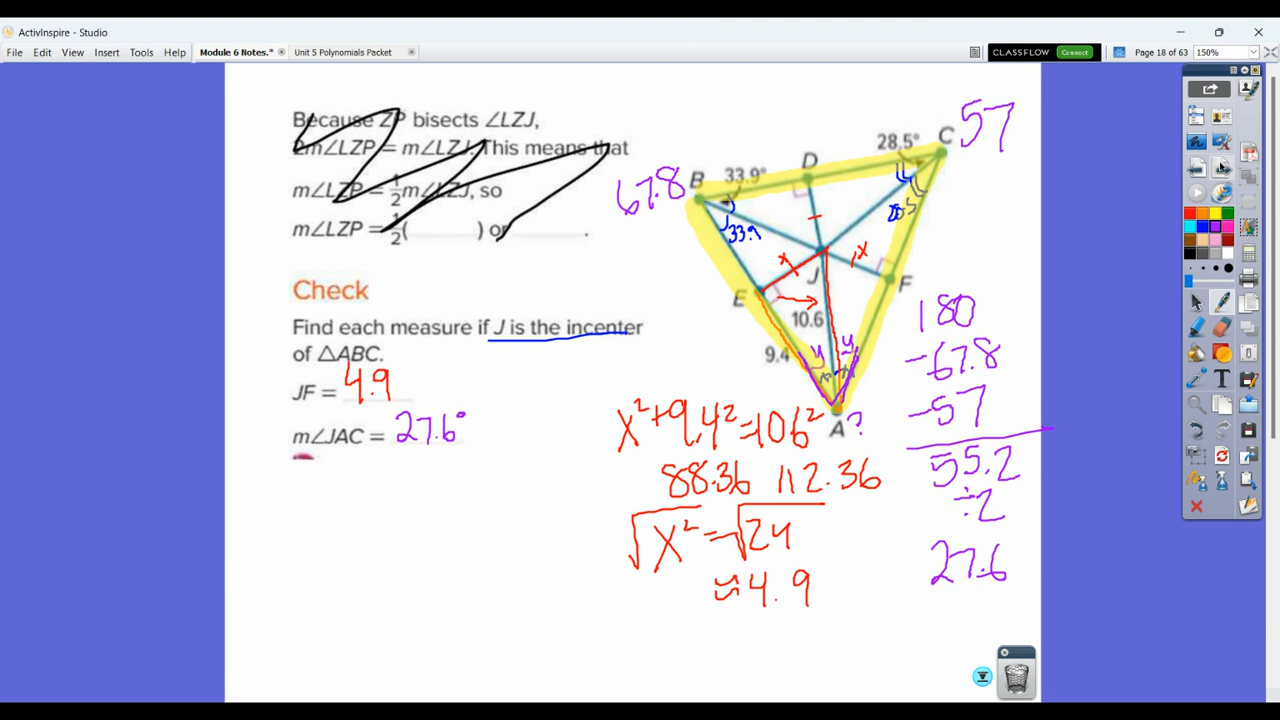 ActivInspire - Studio
File Edit View Insert Tools Help
Module 6 Notes.*
Unit 5 Polynomials Packet
CLASSFLOW Connect
Page 18 of 63
150%
Because ZP bisects ∠LZJ,
2m∠LZP = m∠LZJ. This means that
m∠LZP = 1/2 m∠LZJ, so
m∠LZP = 1/2( ) or .
Check
Find each measure if J is the incenter
of △ABC.
JF = 4.9
m∠JAC = 27.6°
57
C
28.5°
D
33.9°
B
67.8
33.9
x
x
J
F
E
10.6
9.4
y
y
A ?
x² + 9.4² = 10.6²
88.36 112.36
√x² = √24
≈4.9
180
-67.8
-57
55.2
÷2
27.6